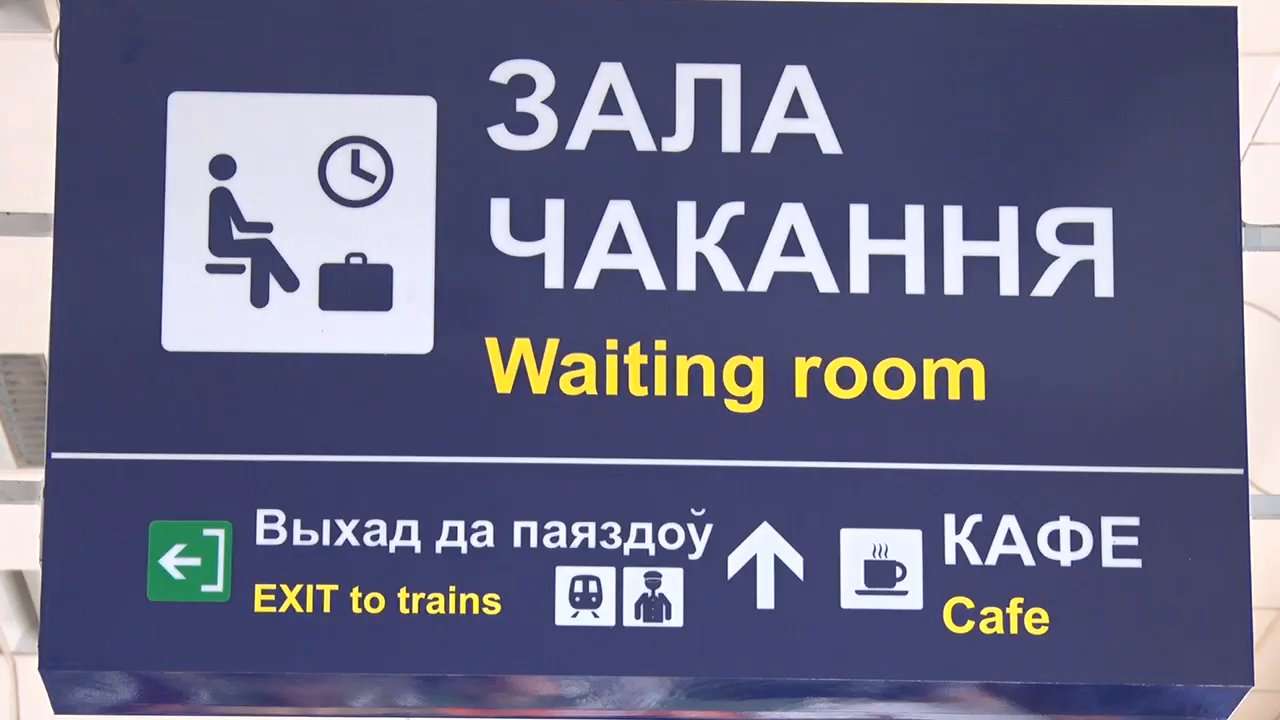 ЗАЛА
ЧАКАННЯ
Waiting room
Выхад да паяздоў
EXIT to trains
КАФЕ
Cafe